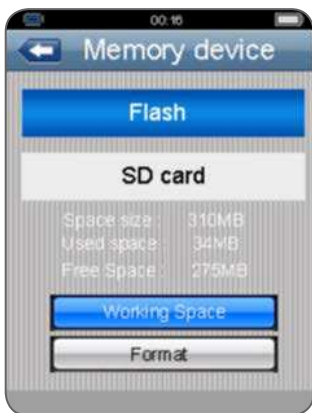 00:16
Memory device
Flash
SD card
Space size : 310MB
Used space 34MB
Free Space : 275MB
Working Space
Format